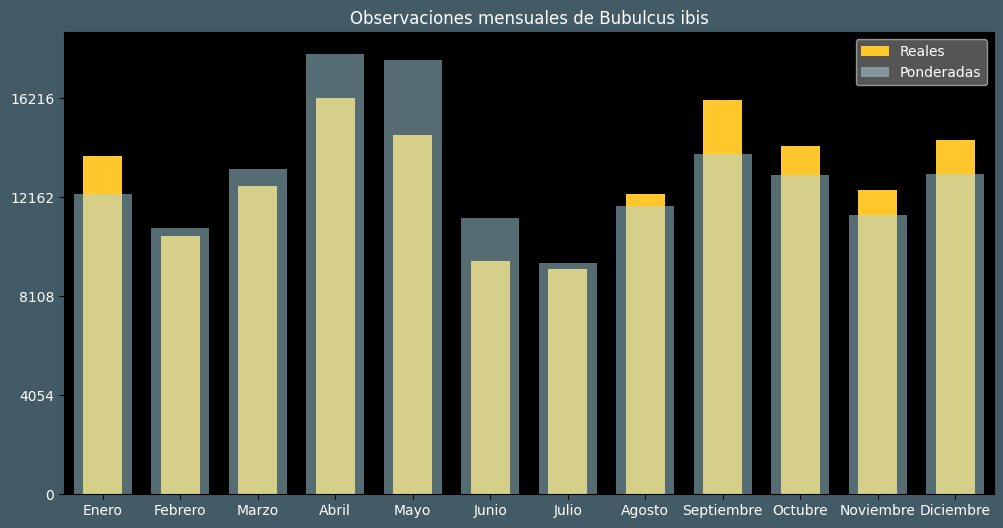 Observaciones mensuales de Bubulcus ibis
Reales
Ponderadas
16216
12162
8108
4054
0
Enero Febrero Marzo Abril Mayo Junio Julio Agosto Septiembre Octubre Noviembre Diciembre